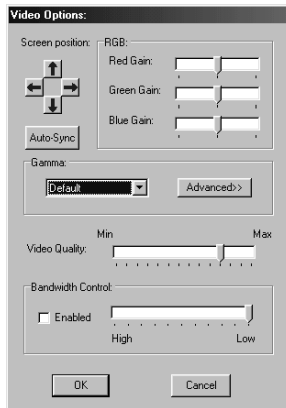 Video Options:
Screen position:
Auto-Sync
RGB:
Red Gain:
Green Gain:
Blue Gain:
Gamma:
Default
Advanced>>
Min Max
Video Quality:
Bandwidth Control:
Enabled
High Low
OK Cancel